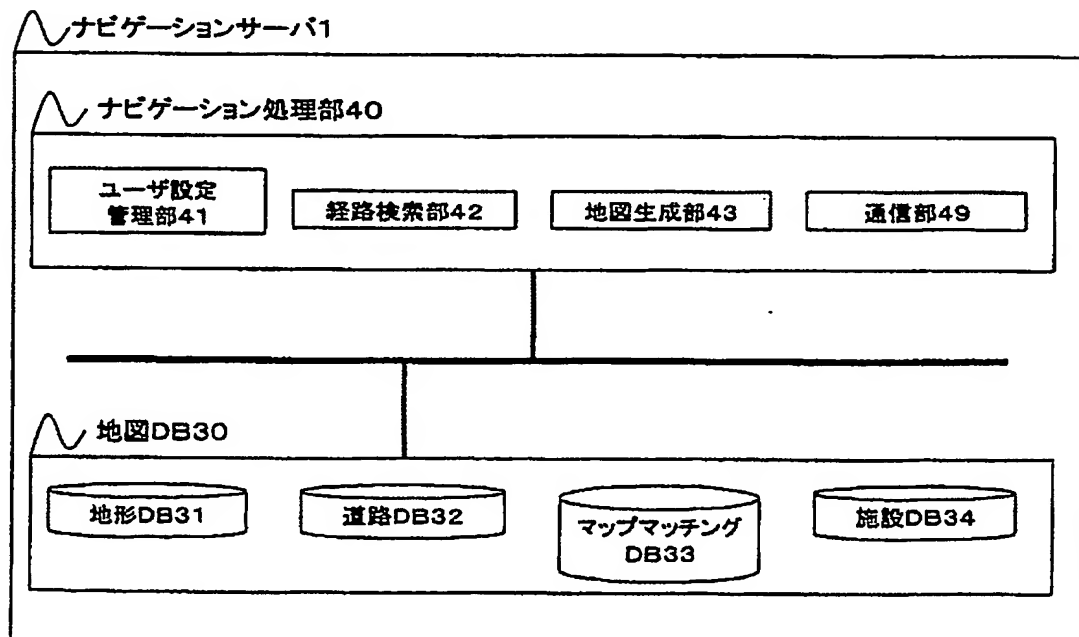 ナビゲーションサーバ1
ナビゲーション処理部40
ユーザ設定
管理部41
経路検索部42
地図生成部43
通信部49
地図DB30
地形DB31
道路DB32
マップマッチング
DB33
施設DB34